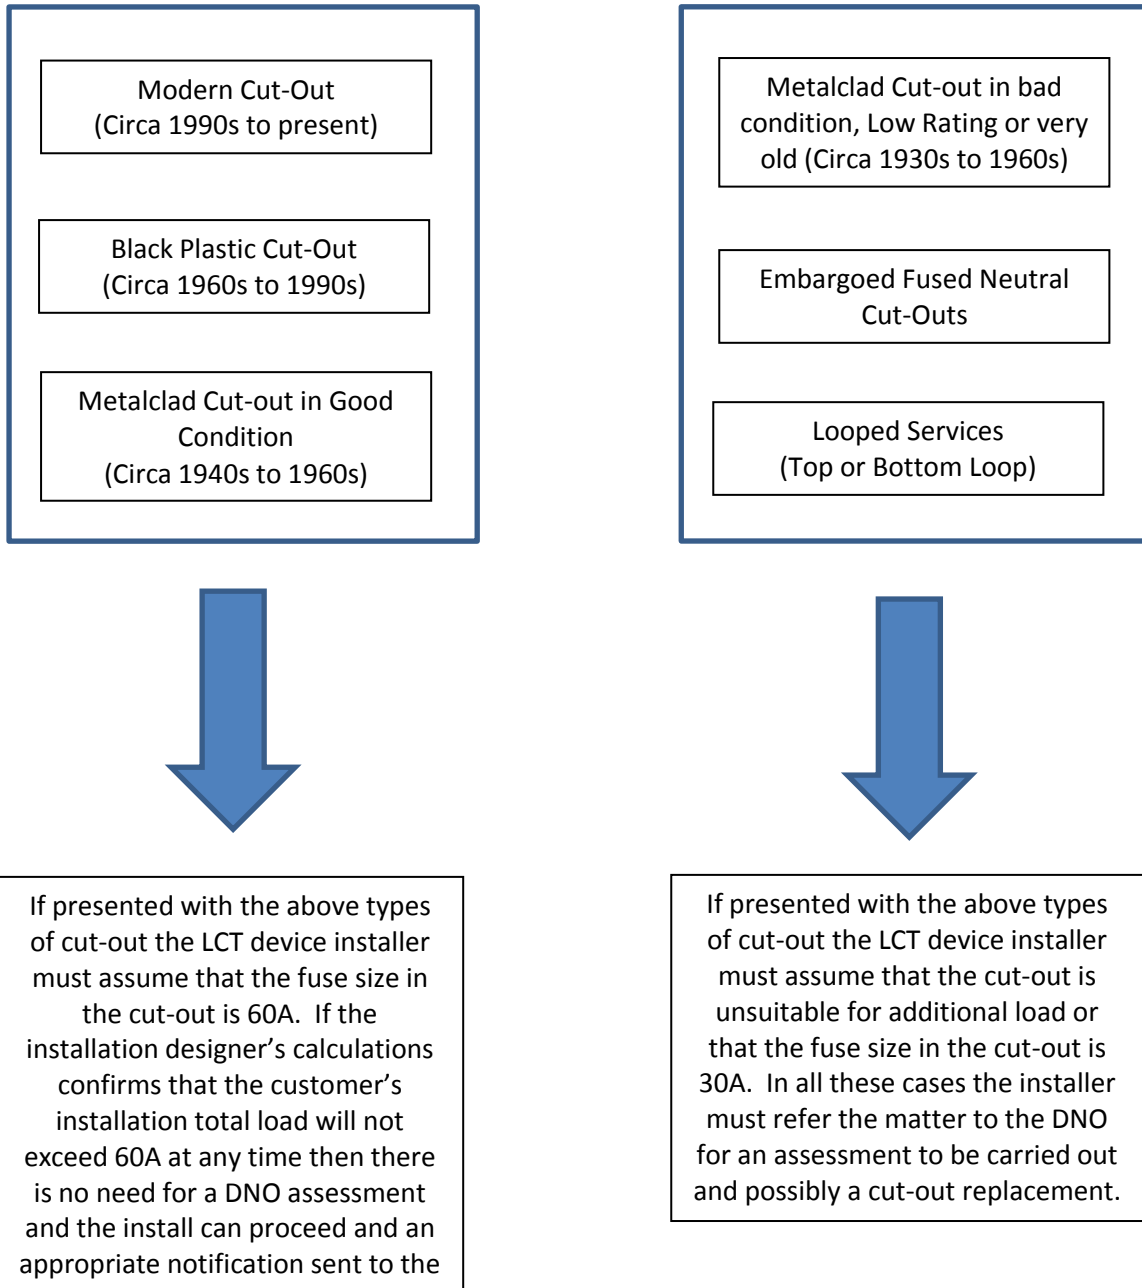 Modern Cut-Out
(Circa 1990s to present)
Black Plastic Cut-Out
(Circa 1960s to 1990s)
Metalclad Cut-out in Good
Condition
(Circa 1940s to 1960s)
If presented with the above types
of cut-out the LCT device installer
must assume that the fuse size in
the cut-out is 60A.  If the
installation designer’s calculations
confirms that the customer’s
installation total load will not
exceed 60A at any time then there
is no need for a DNO assessment
and the install can proceed and an
appropriate notification sent to the
Metalclad Cut-out in bad
condition, Low Rating or very
old (Circa 1930s to 1960s)
Embargoed Fused Neutral
Cut-Outs
Looped Services
(Top or Bottom Loop)
If presented with the above types
of cut-out the LCT device installer
must assume that the cut-out is
unsuitable for additional load or
that the fuse size in the cut-out is
30A.  In all these cases the installer
must refer the matter to the DNO
for an assessment to be carried out
and possibly a cut-out replacement.